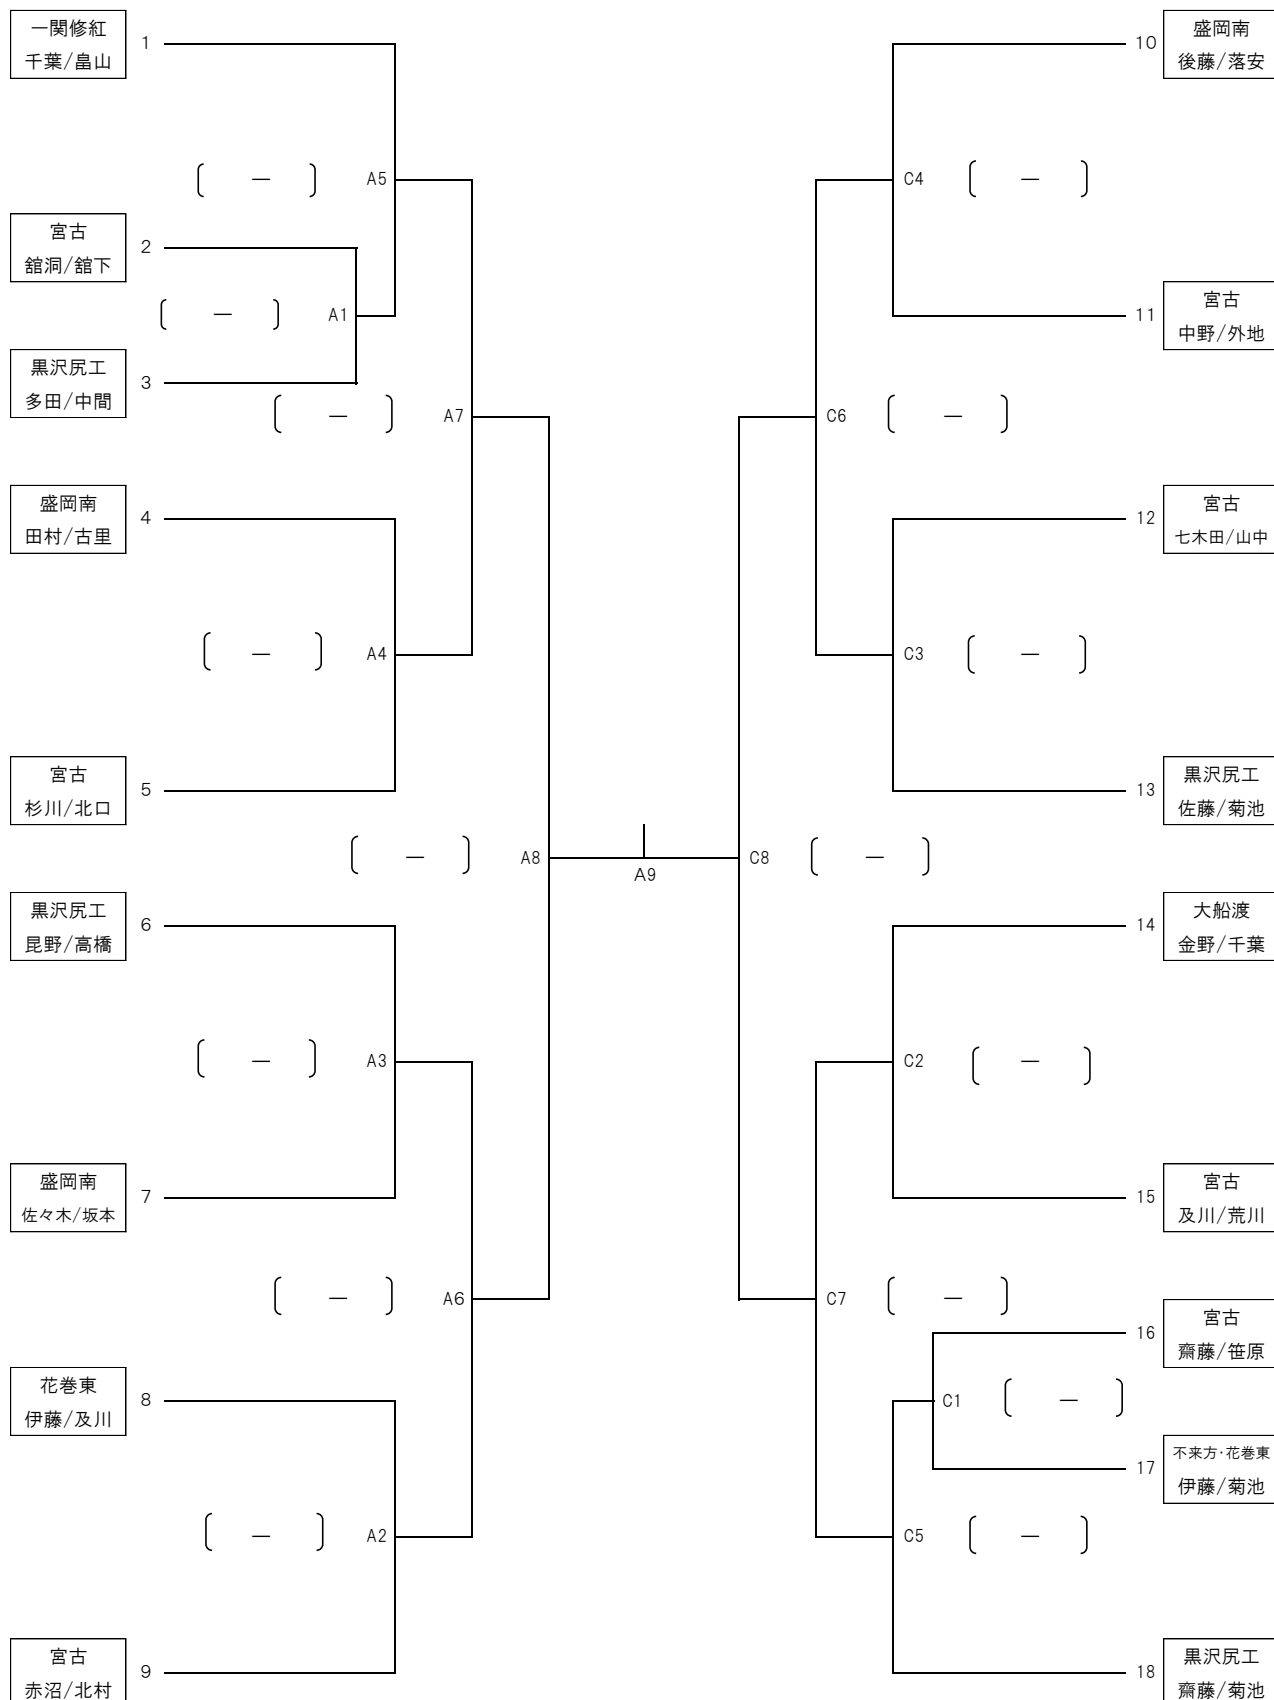 一関修紅
千葉/畠山
1
〔 ― 〕 A5
宮古
舘洞/舘下
2
〔 ― 〕 A1
黒沢尻工
多田/中間
3
〔 ― 〕 A7
盛岡南
田村/古里
4
〔 ― 〕 A4
宮古
杉川/北口
5
〔 ― 〕 A8
黒沢尻工
昆野/高橋
6
〔 ― 〕 A3
盛岡南
佐々木/坂本
7
〔 ― 〕 A6
花巻東
伊藤/及川
8
〔 ― 〕 A2
宮古
赤沼/北村
9
A9
10
盛岡南
後藤/落安
C4 〔 ― 〕
11
宮古
中野/外地
C6 〔 ― 〕
12
宮古
七木田/山中
C3 〔 ― 〕
13
黒沢尻工
佐藤/菊池
C8 〔 ― 〕
14
大船渡
金野/千葉
C2 〔 ― 〕
15
宮古
及川/荒川
C7 〔 ― 〕
16
宮古
齋藤/笹原
C1 〔 ― 〕
17
不来方・花巻東
伊藤/菊池
C5 〔 ― 〕
18
黒沢尻工
齋藤/菊池